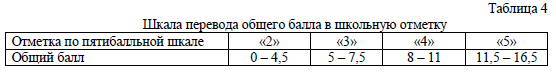 Таблица 4
Шкала перевода общего балла в школьную отметку
Отметка по пятибалльной шкале «2» «3» «4» «5»
Общий балл 0 – 4,5 5 – 7,5 8 – 11 11,5 – 16,5